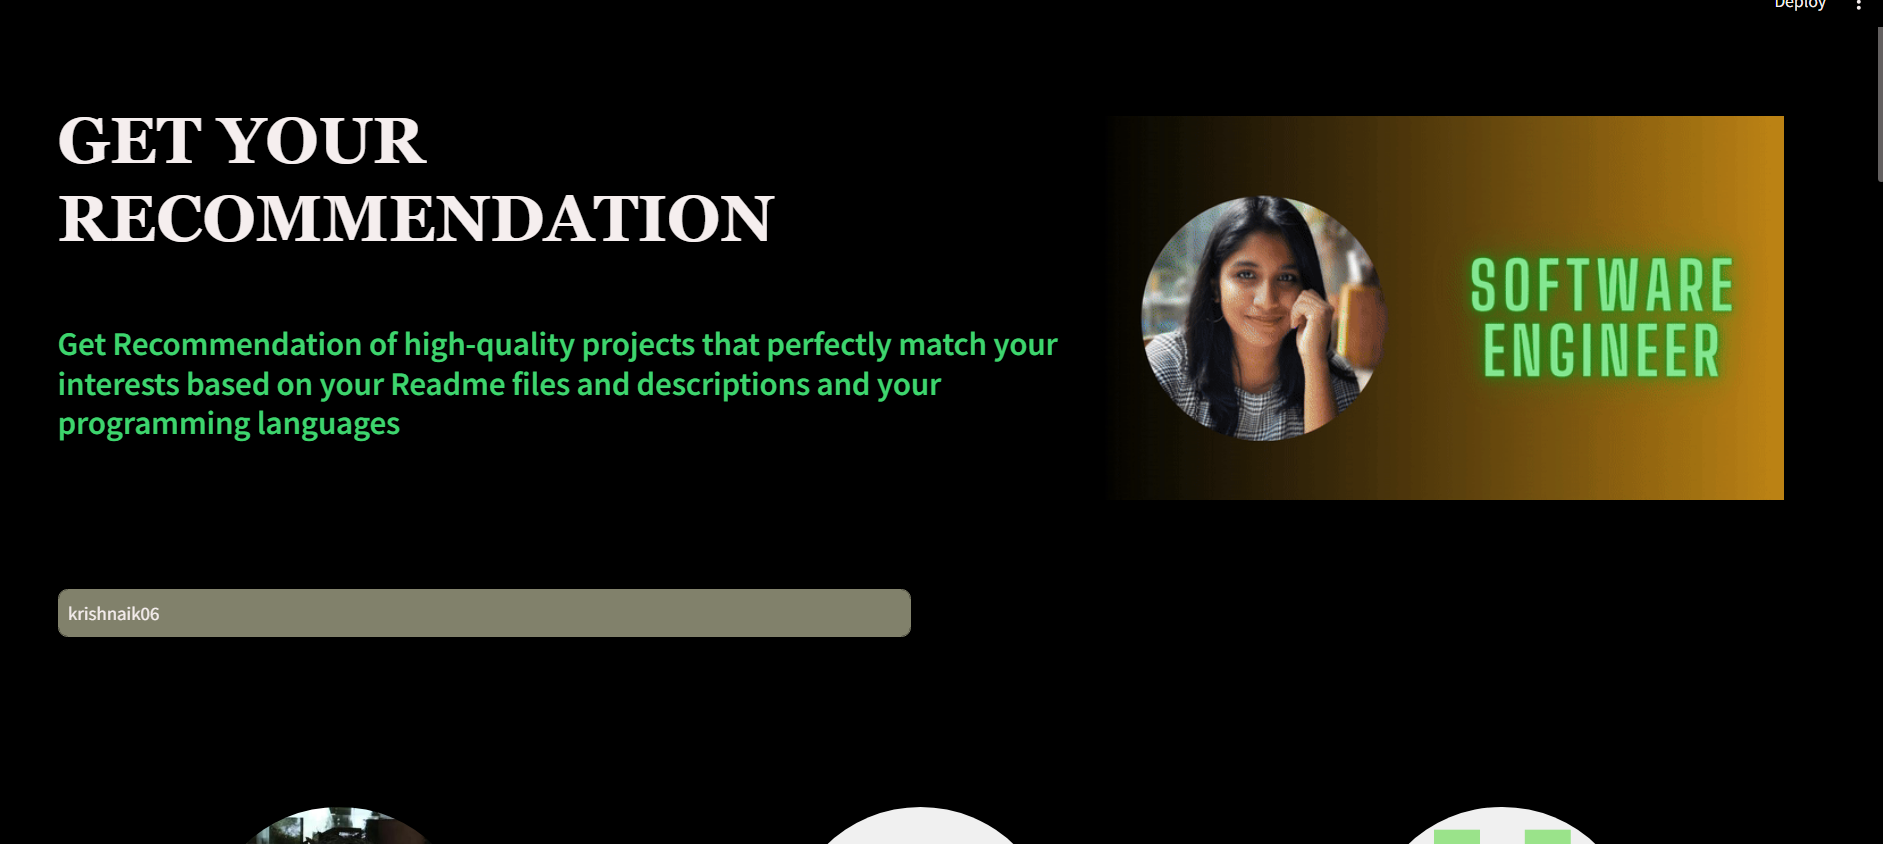 Deploy
GET YOUR
RECOMMENDATION
Get Recommendation of high-quality projects that perfectly match your
interests based on your Readme files and descriptions and your
programming languages
SOFTWARE
ENGINEER
krishnaik06